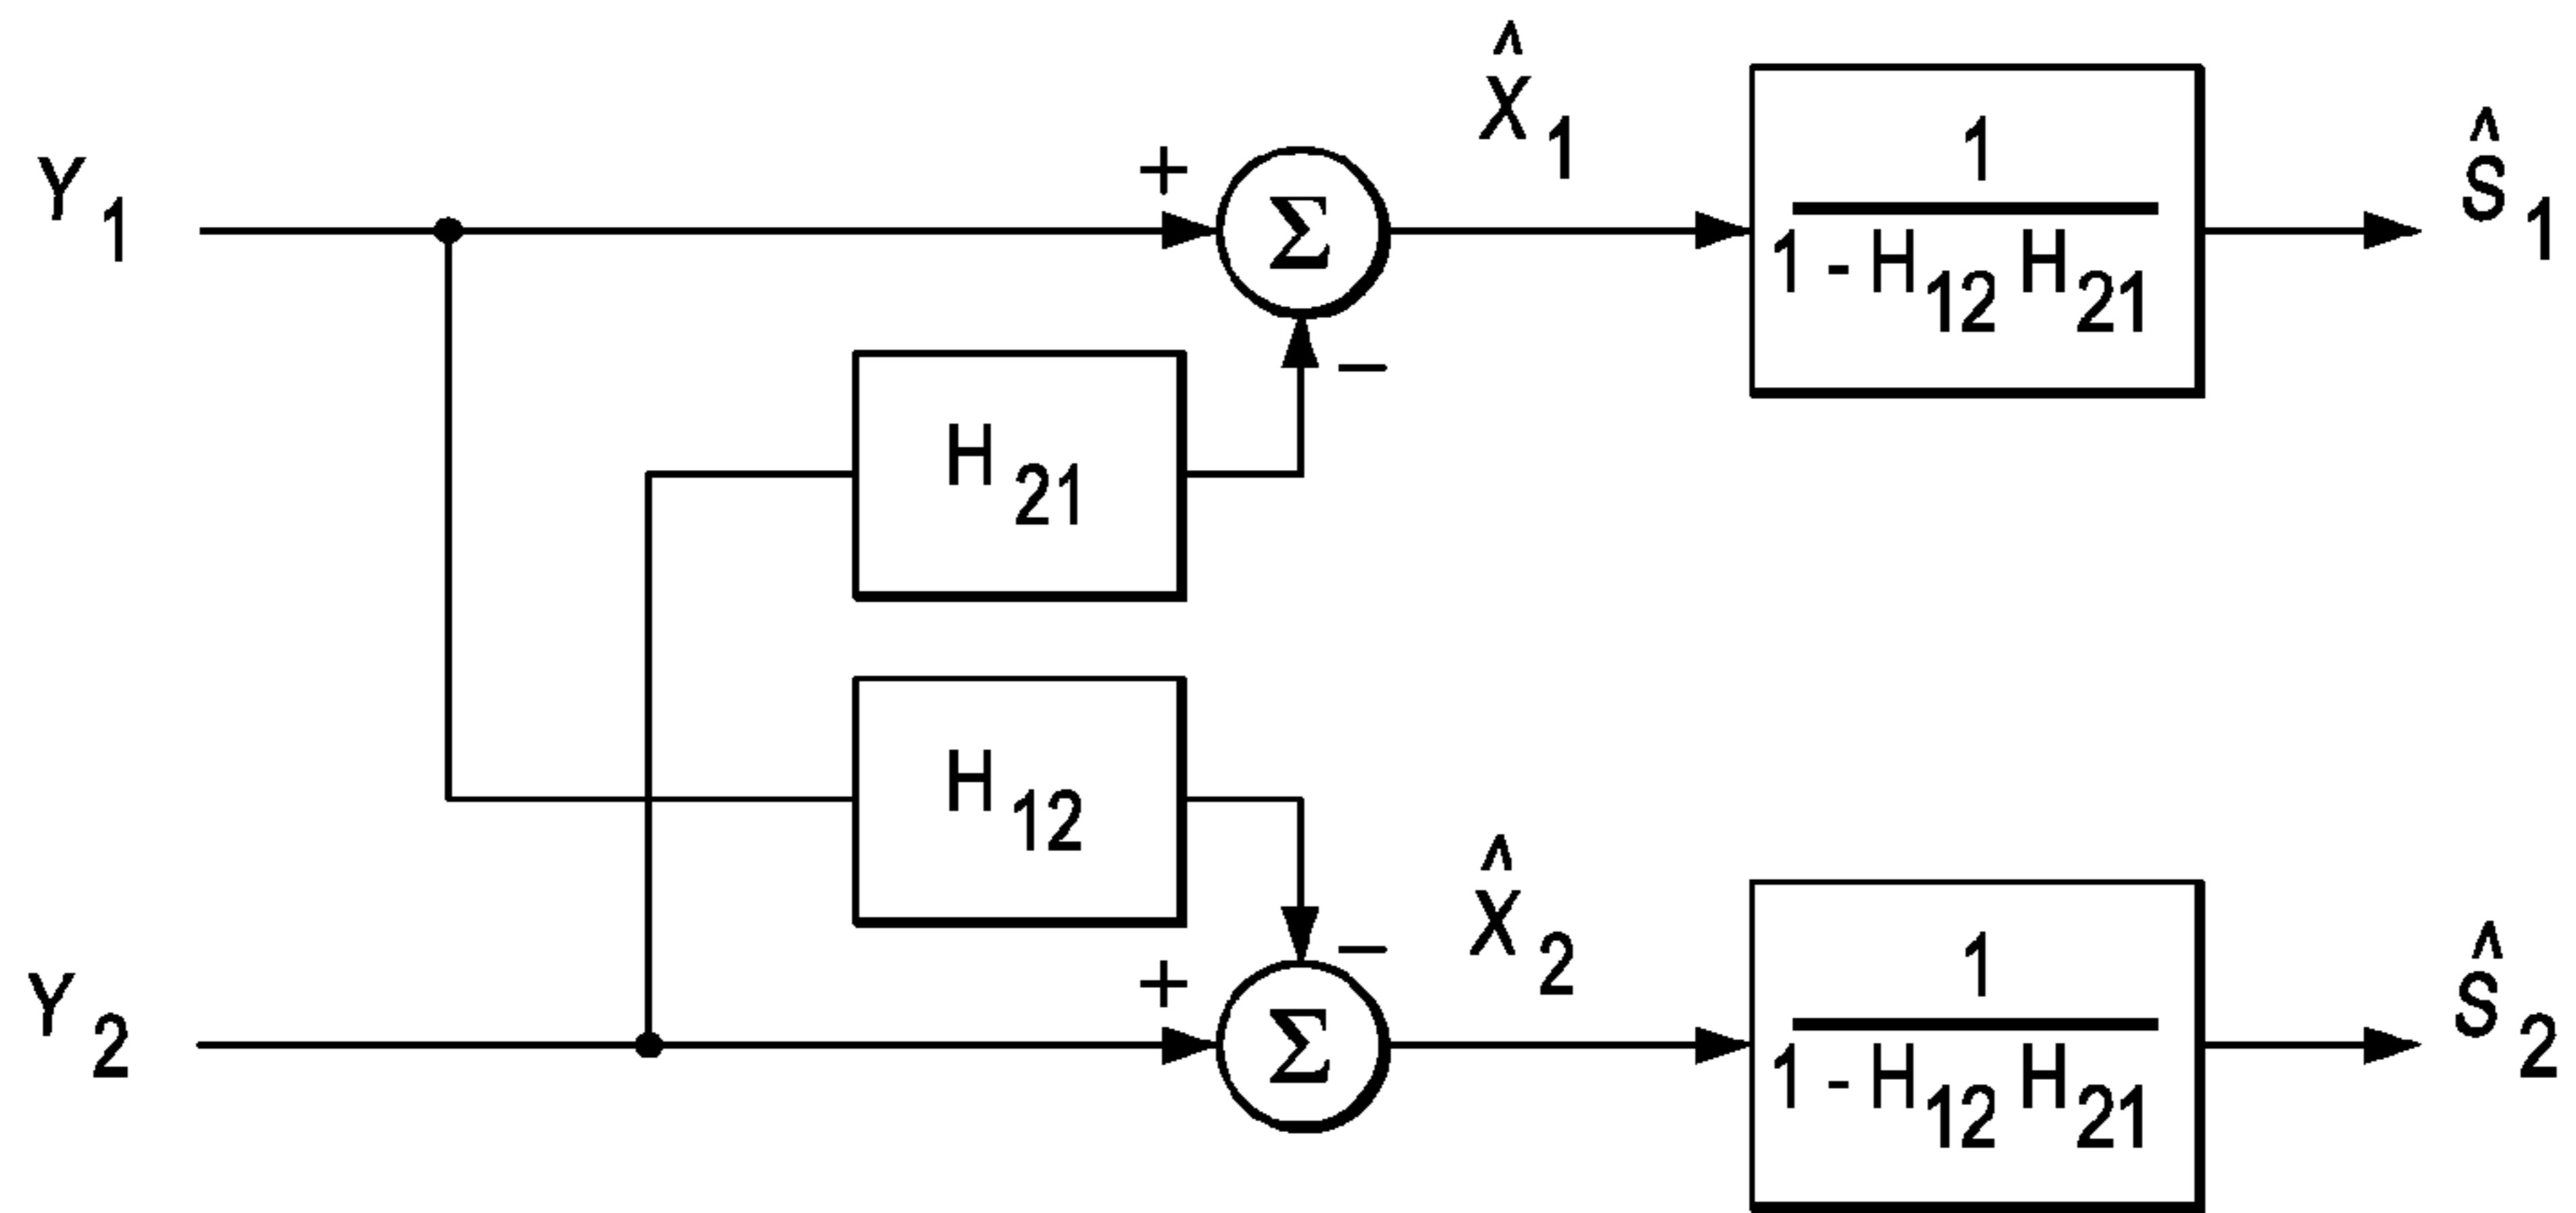 Y₁
+
Σ
−
X̂₁
1
1 - H₁₂ H₂₁
Ŝ₁
H₂₁
H₁₂
Y₂
+
−
Σ
X̂₂
1
1 - H₁₂ H₂₁
Ŝ₂